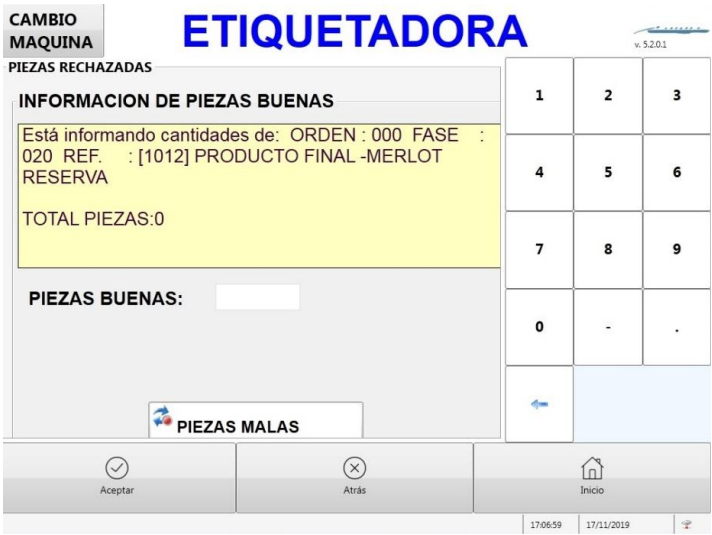 CAMBIO
MAQUINA
ETIQUETADORA
v. 5.2.0.1
PIEZAS RECHAZADAS
INFORMACION DE PIEZAS BUENAS
Está informando cantidades de: ORDEN : 000 FASE :
020 REF. : [1012] PRODUCTO FINAL -MERLOT
RESERVA
TOTAL PIEZAS:0
PIEZAS BUENAS:
PIEZAS MALAS
1 2 3
4 5 6
7 8 9
0 - .
Aceptar Atrás Inicio
17:06:59 17/11/2019